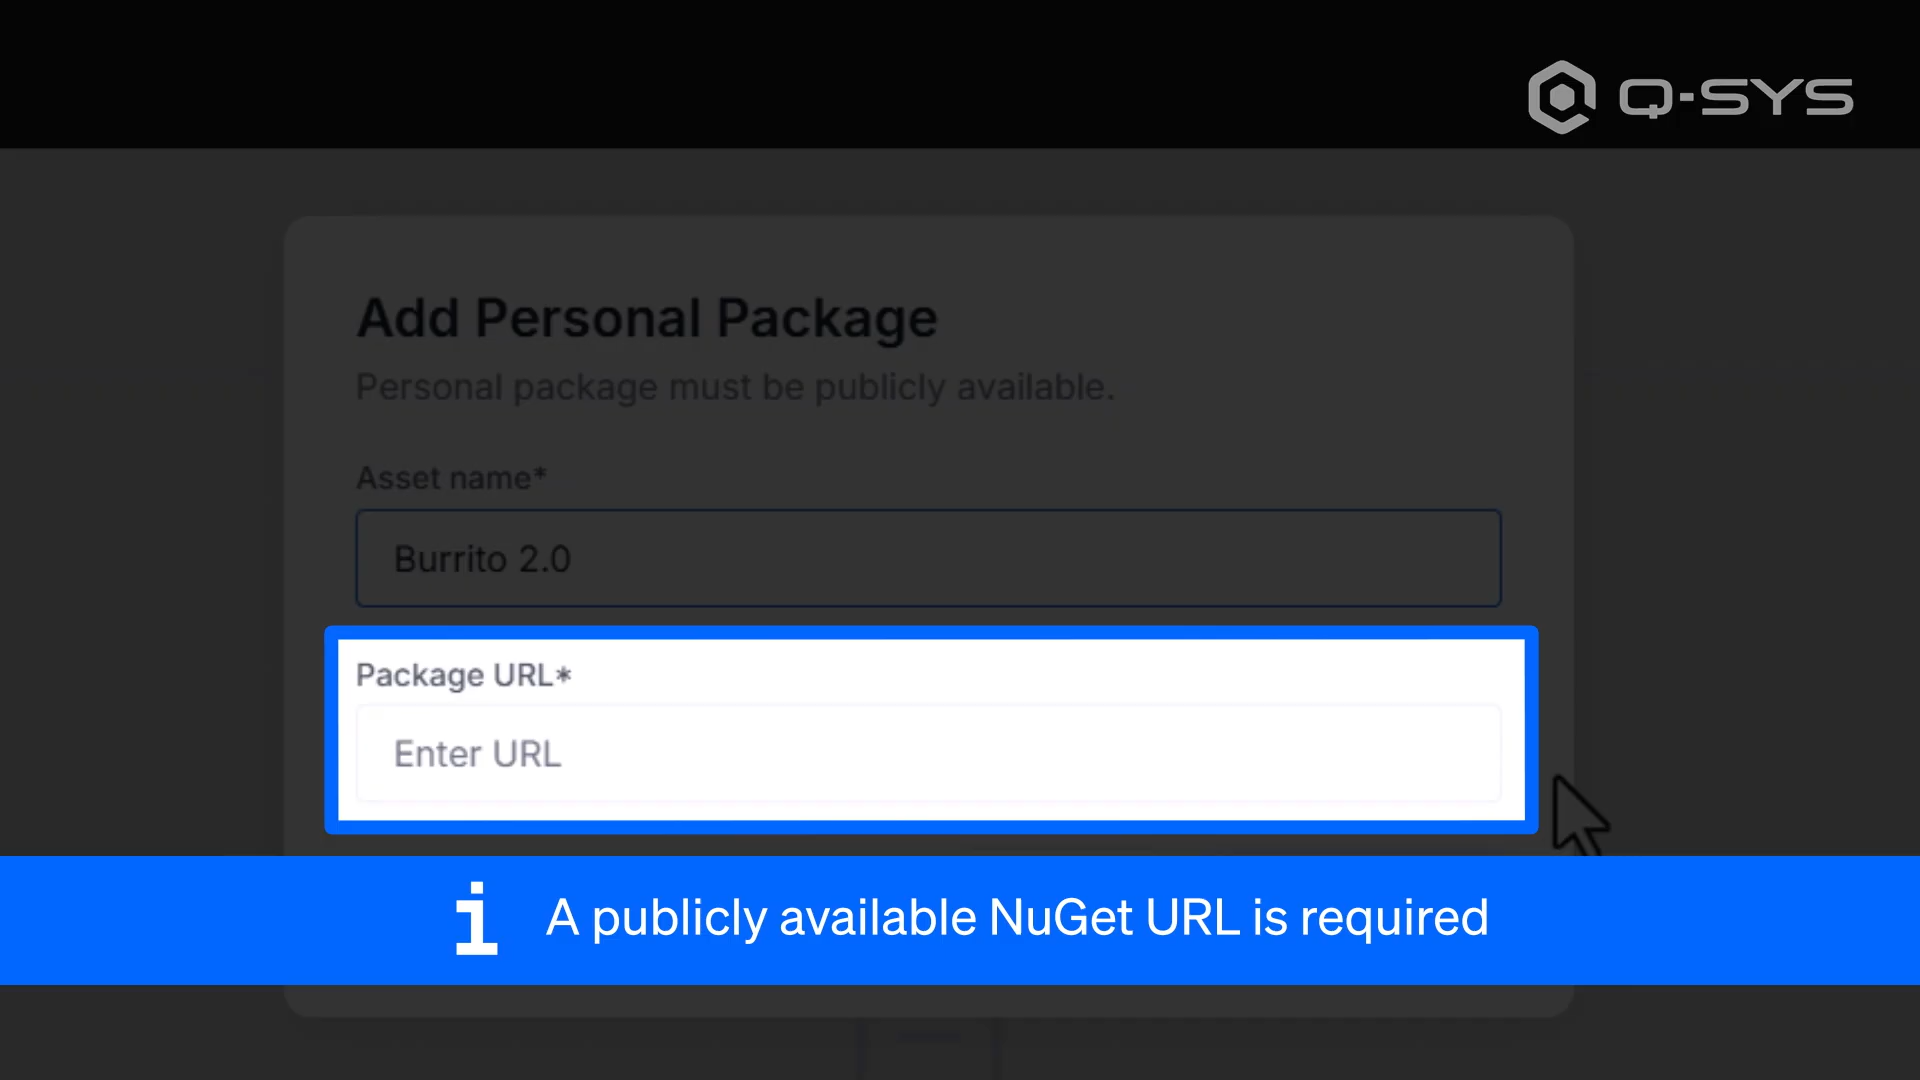 Q-SYS
Add Personal Package
Personal package must be publicly available.
Asset name*
Burrito 2.0
Package URL*
Enter URL
A publicly available NuGet URL is required